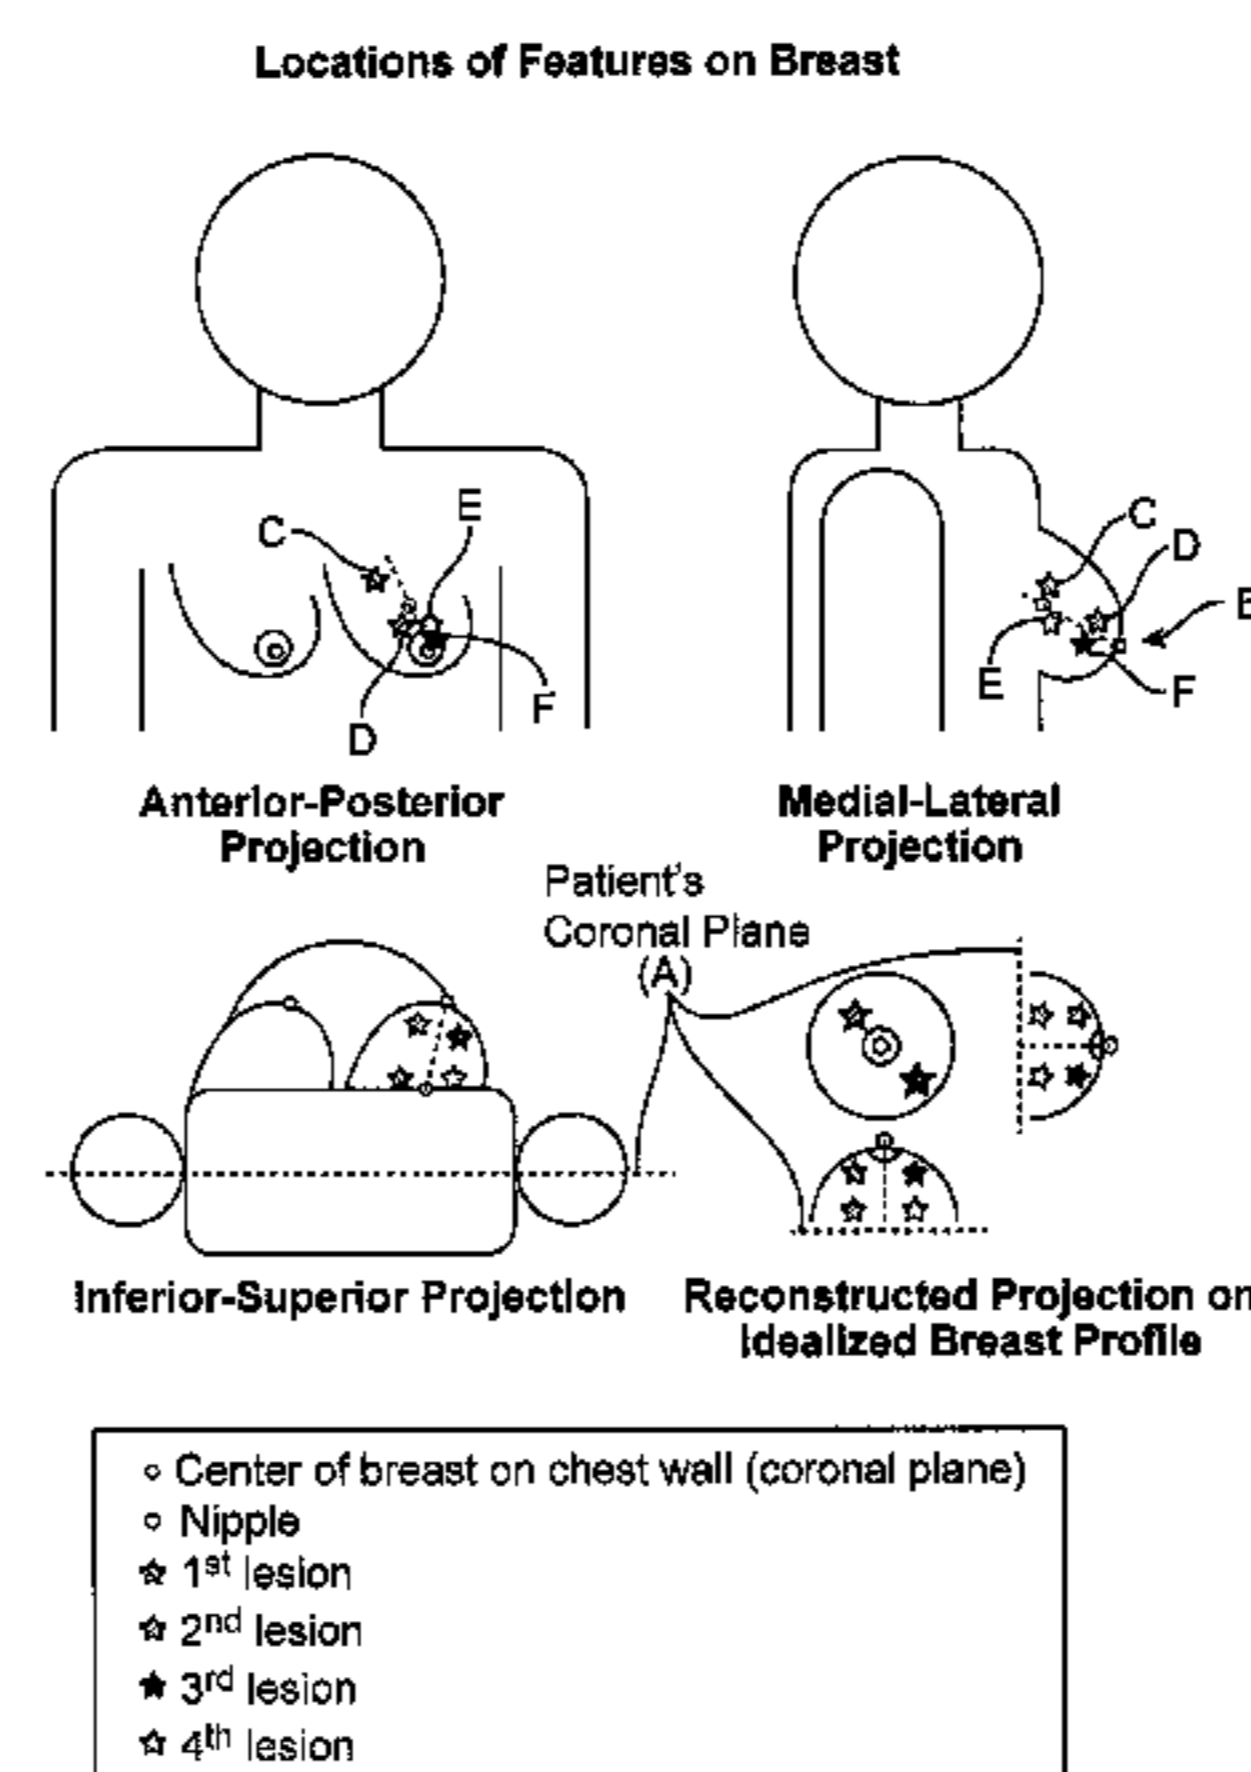 Locations of Features on Breast
C
E
D
F
C
D
B
E
F
Anterior-Posterior
Projection
Medial-Lateral
Projection
Patient's
Coronal Plane
(A)
Inferior-Superior Projection
Reconstructed Projection on
Idealized Breast Profile
Center of breast on chest wall (coronal plane)
Nipple
1st lesion
2nd lesion
3rd lesion
4th lesion